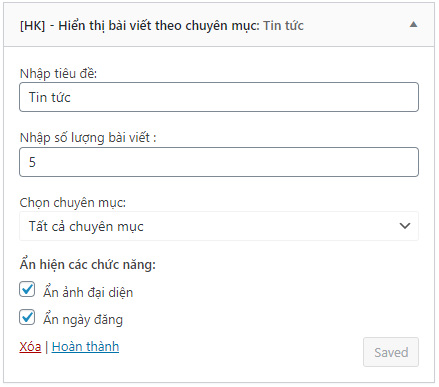 [HK] - Hiển thị bài viết theo chuyên mục: Tin tức
Nhập tiêu đề:
Tin tức
Nhập số lượng bài viết :
5
Chọn chuyên mục:
Tất cả chuyên mục
Ẩn hiện các chức năng:
Ẩn ảnh đại diện
Ẩn ngày đăng
Xóa | Hoàn thành
Saved